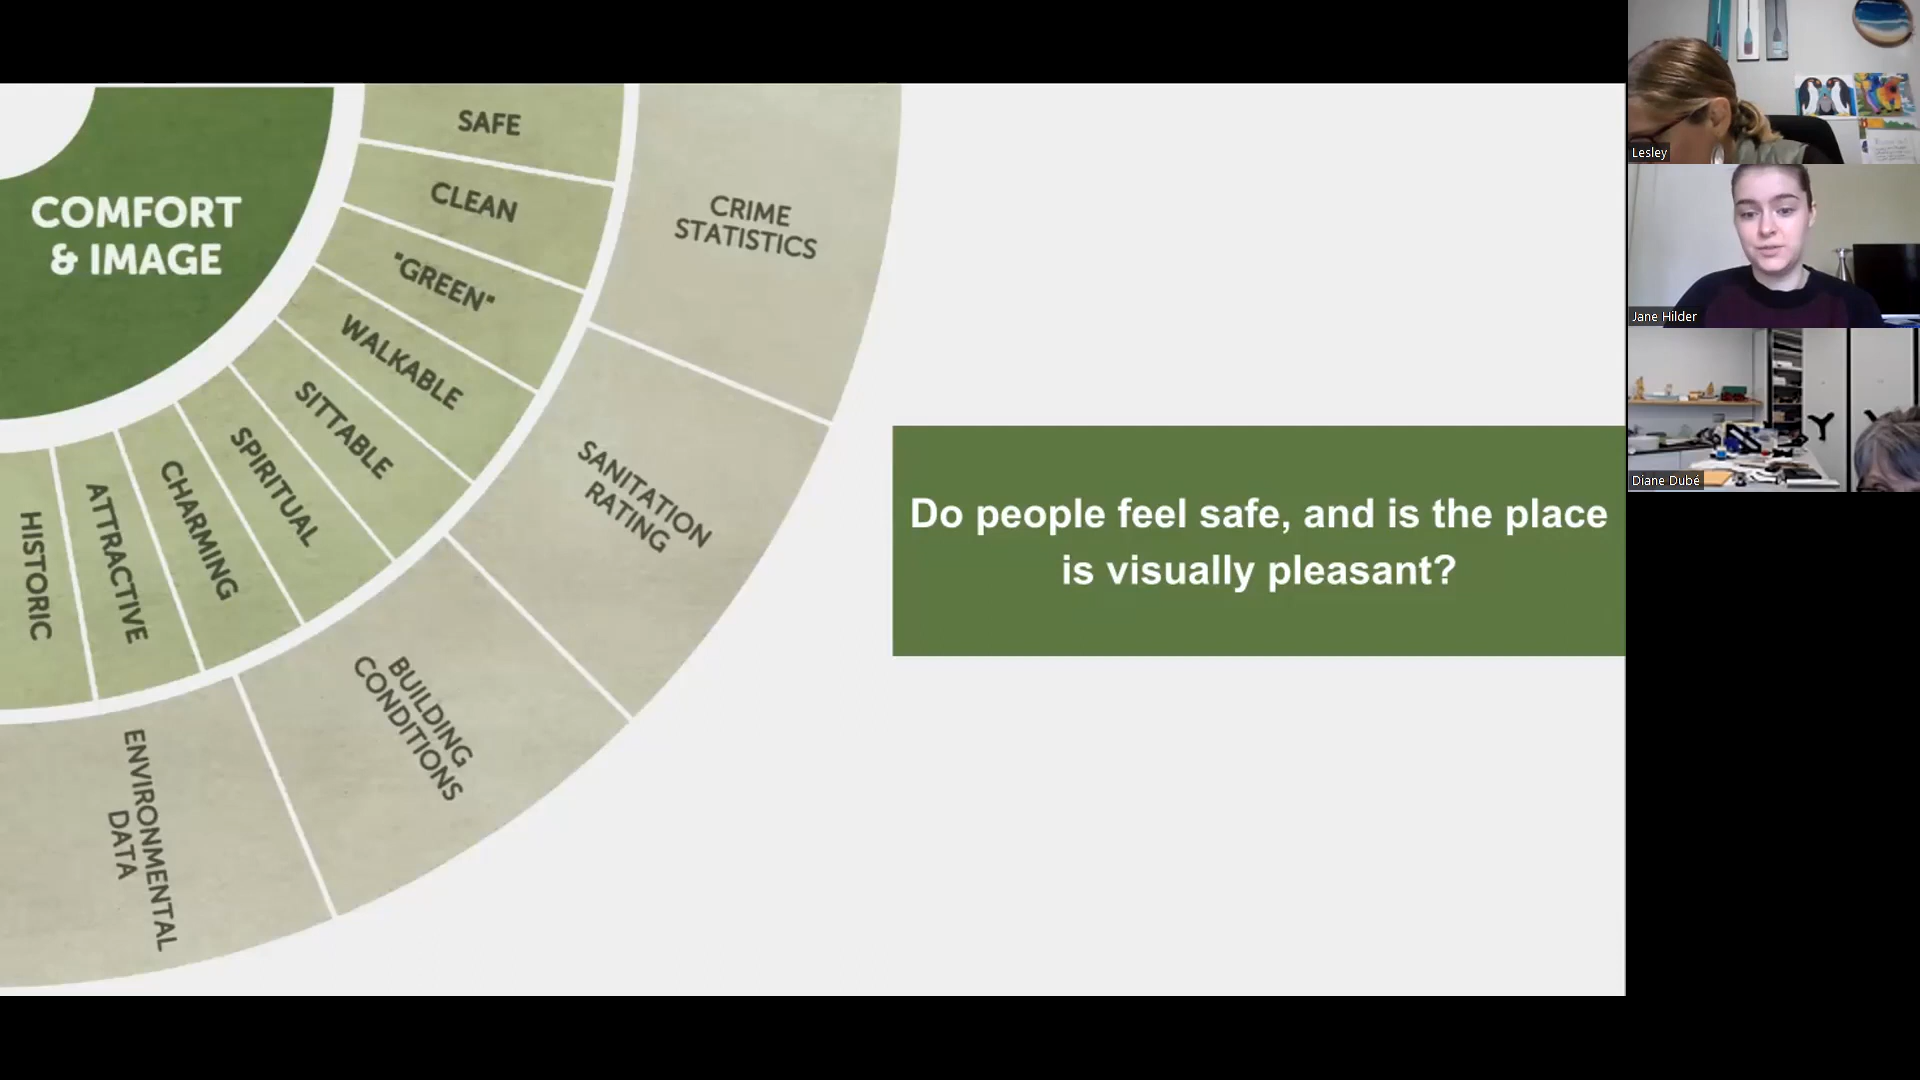 COMFORT
& IMAGE
SAFE
CLEAN
"GREEN"
WALKABLE
SITTABLE
SPIRITUAL
CHARMING
ATTRACTIVE
HISTORIC
CRIME
STATISTICS
SANITATION
RATING
BUILDING
CONDITIONS
ENVIRONMENTAL
DATA
Do people feel safe, and is the place
is visually pleasant?
Lesley
Jane Hilder
Diane Dubé